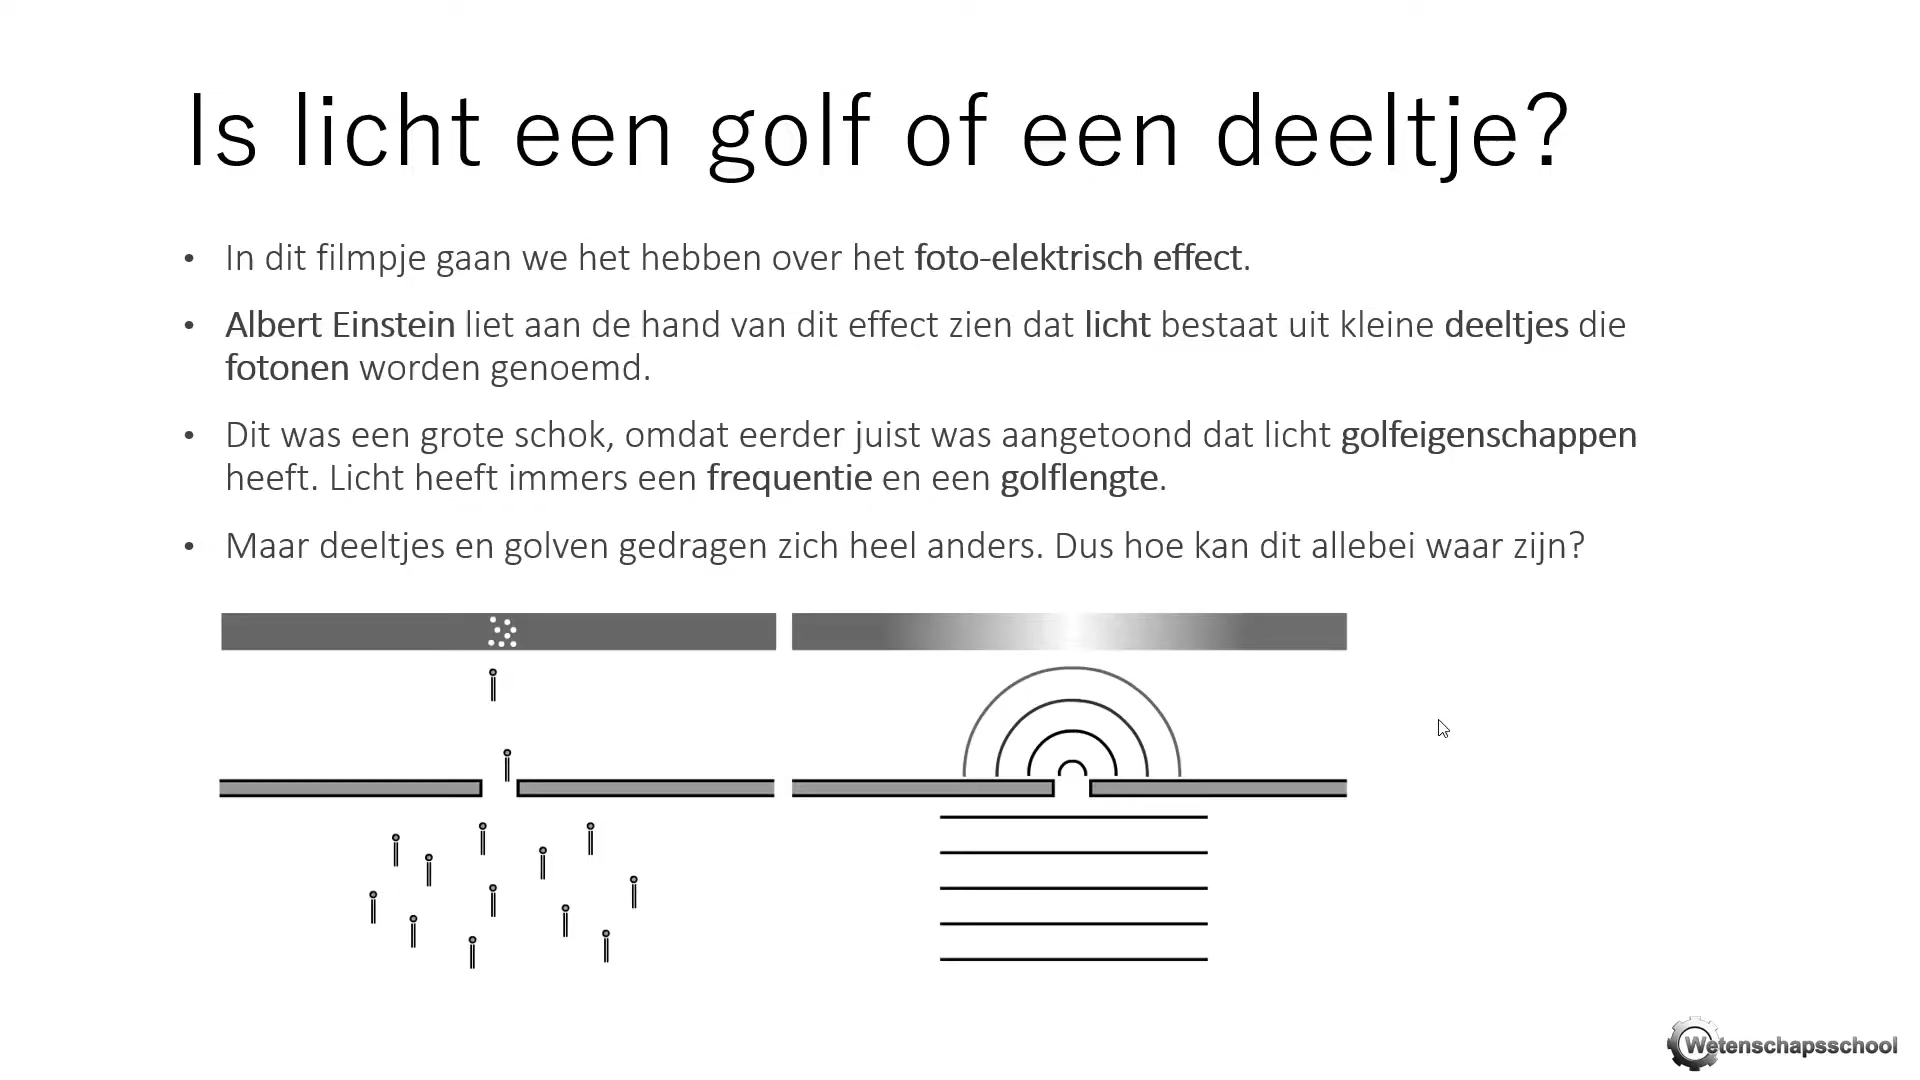 Is licht een golf of een deeltje?
• In dit filmpje gaan we het hebben over het foto-elektrisch effect.
• Albert Einstein liet aan de hand van dit effect zien dat licht bestaat uit kleine deeltjes die
fotonen worden genoemd.
• Dit was een grote schok, omdat eerder juist was aangetoond dat licht golfeigenschappen
heeft. Licht heeft immers een frequentie en een golflengte.
• Maar deeltjes en golven gedragen zich heel anders. Dus hoe kan dit allebei waar zijn?
Wetenschapsschool